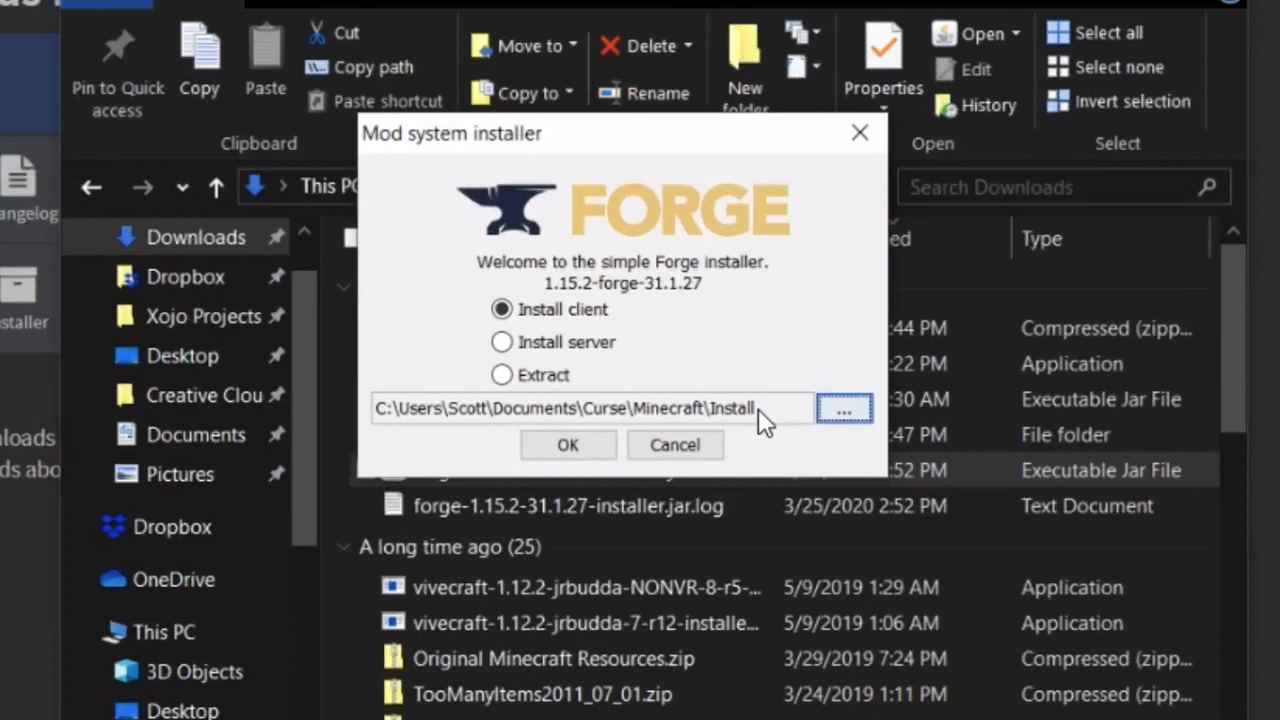 Cut
Copy path
Paste shortcut
Pin to Quick
access
Copy
Paste
Clipboard
Move to
Copy to
Delete
Rename
New
folder
Properties
Open
Edit
History
Open
Select all
Select none
Invert selection
Select
Mod system installer
FORGE
Welcome to the simple Forge installer.
1.15.2-forge-31.1.27
Install client
Install server
Extract
C:\Users\Scott\Documents\Curse\Minecraft\Install
...
OK
Cancel
This PC
Search Downloads
Type
Downloads
Dropbox
Xojo Projects
Desktop
Creative Clou
Documents
Pictures
Dropbox
OneDrive
This PC
3D Objects
Desktop
:44 PM Compressed (zipp...
:22 PM Application
:30 AM Executable Jar File
:47 PM File folder
:52 PM Executable Jar File
forge-1.15.2-31.1.27-installer.jar.log 3/25/2020 2:52 PM Text Document
A long time ago (25)
vivecraft-1.12.2-jrbudda-NONVR-8-r5-... 5/9/2019 1:29 AM Application
vivecraft-1.12.2-jrbudda-7-r12-installe... 5/9/2019 1:06 AM Application
Original Minecraft Resources.zip 3/29/2019 7:24 PM Compressed (zipp...
TooManyItems2011_07_01.zip 3/24/2019 1:11 PM Compressed (zipp...